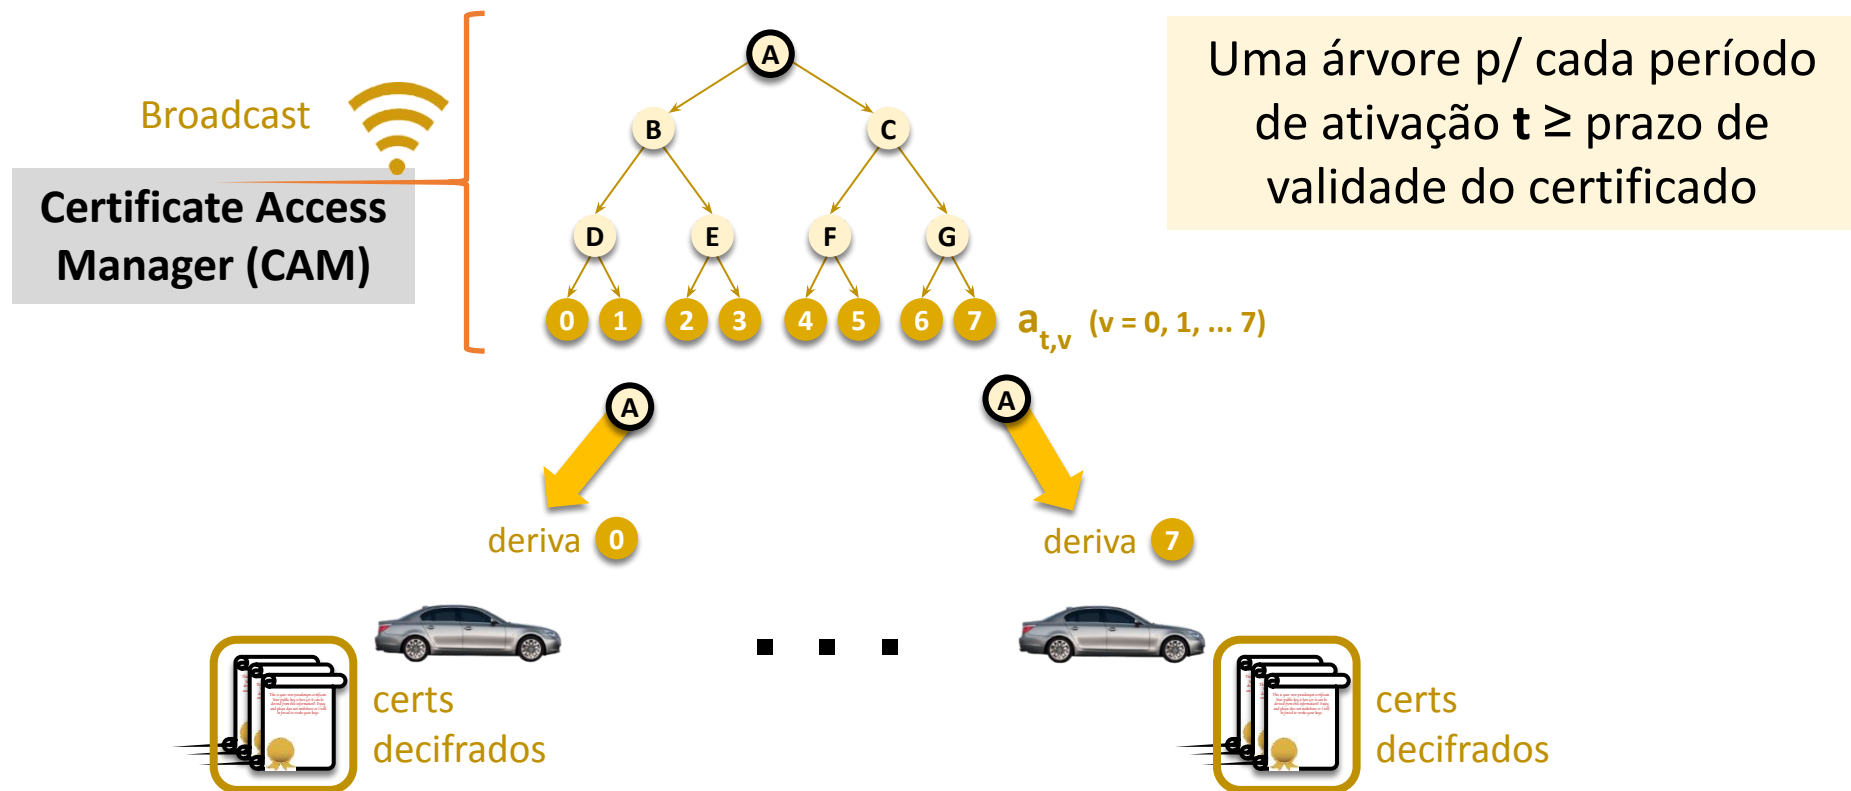 A
Uma árvore p/ cada período
de ativação t ≥ prazo de
validade do certificado
Broadcast
B
C
Certificate Access
Manager (CAM)
D
E
F
G
0
1
2
3
4
5
6
7
a t,v (v = 0, 1, ... 7)
A
A
deriva 0
deriva 7
certs
decifrados
certs
decifrados